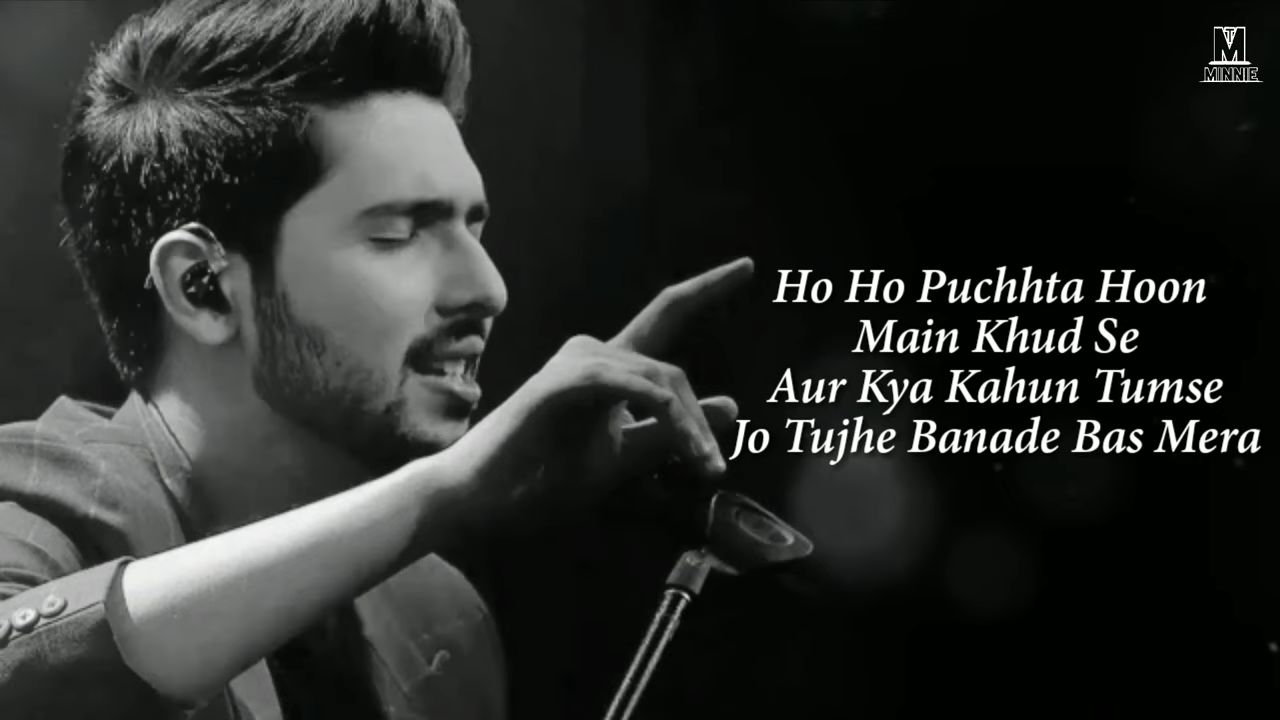 M
MINNIE
Ho Ho Puchhta Hoon
Main Khud Se
Aur Kya Kahun Tumse
Jo Tujhe Banade Bas Mera